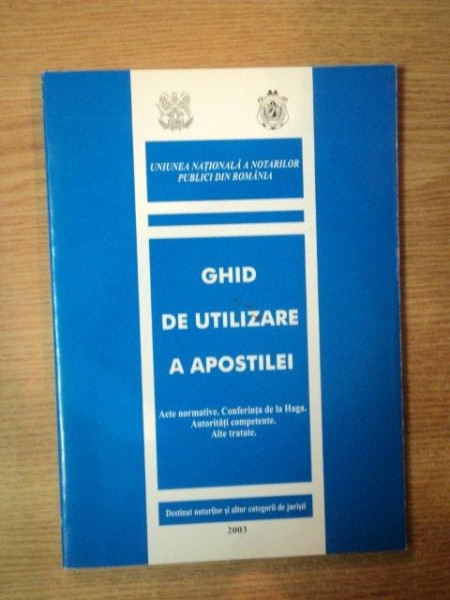 UNIUNEA NAȚIONALĂ A NOTARILOR
PUBLICI DIN ROMÂNIA
GHID
DE UTILIZARE
A APOSTILEI
Acte normative. Conferința de la Haga.
Autorități competente.
Alte tratate.
Destinat notarilor și altor categorii de juriști
2003